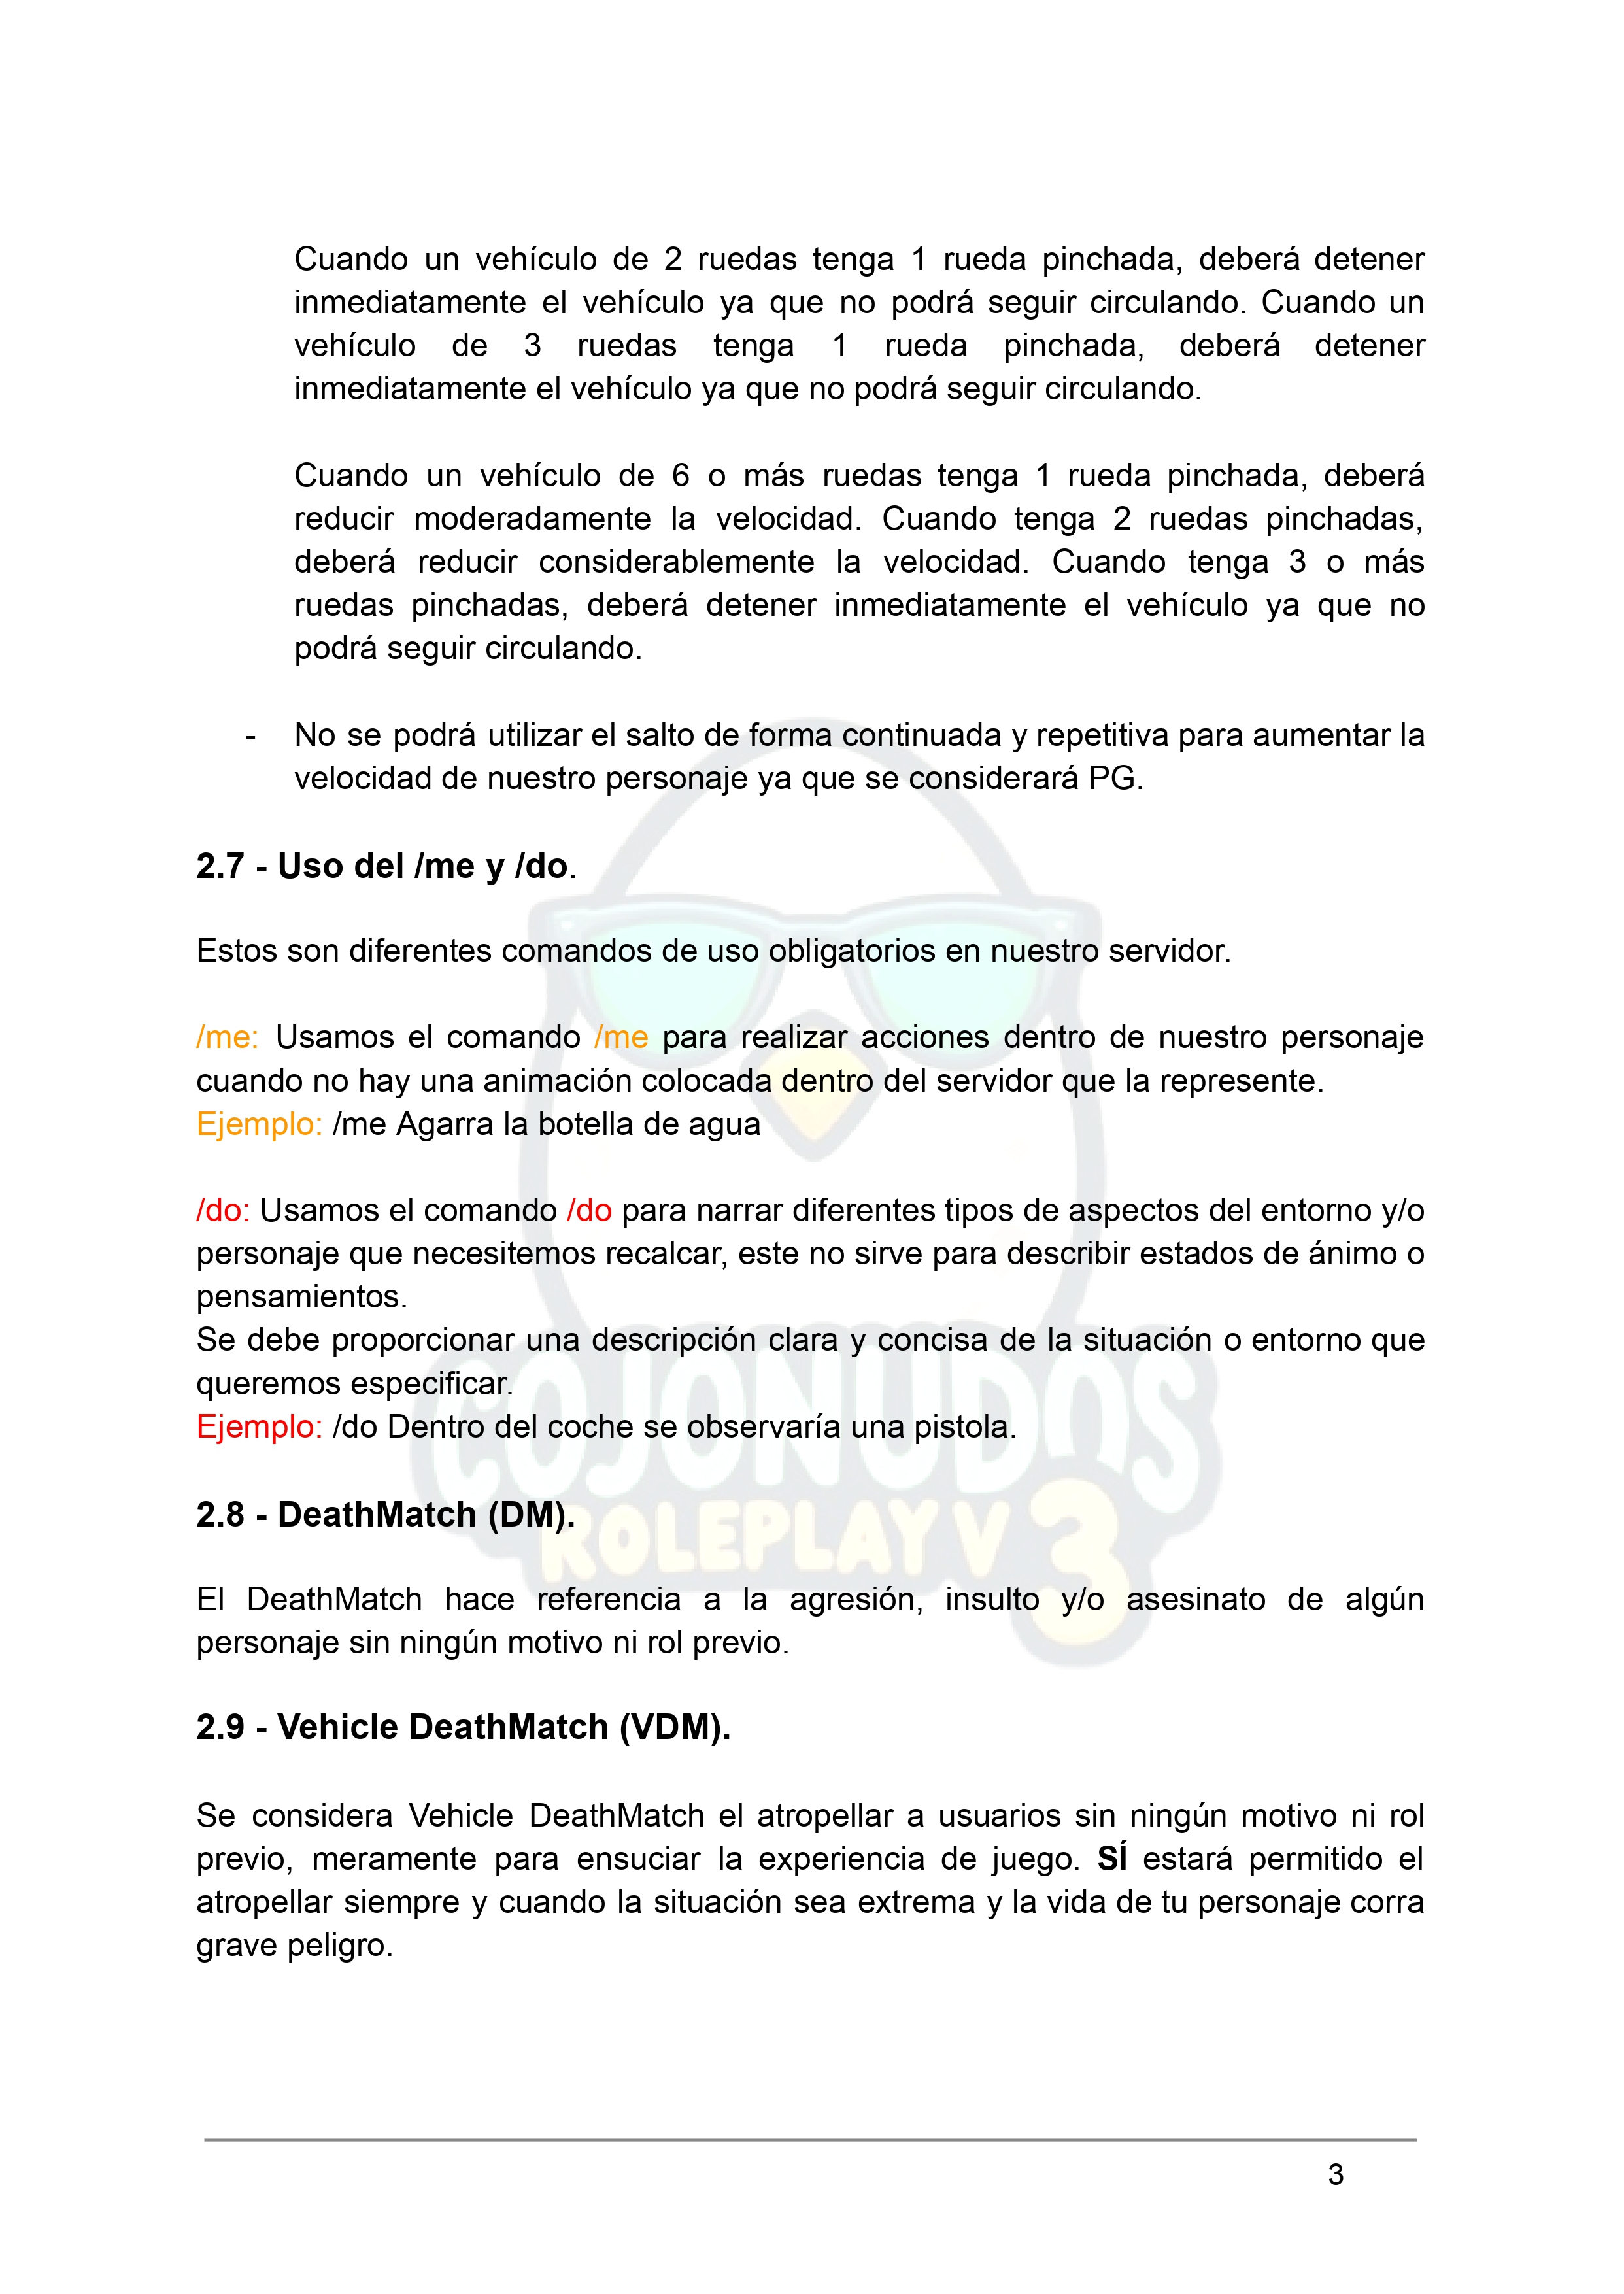 Cuando un vehículo de 2 ruedas tenga 1 rueda pinchada, deberá detener
inmediatamente el vehículo ya que no podrá seguir circulando. Cuando un
vehículo de 3 ruedas tenga 1 rueda pinchada, deberá detener
inmediatamente el vehículo ya que no podrá seguir circulando.
Cuando un vehículo de 6 o más ruedas tenga 1 rueda pinchada, deberá
reducir moderadamente la velocidad. Cuando tenga 2 ruedas pinchadas,
deberá reducir considerablemente la velocidad. Cuando tenga 3 o más
ruedas pinchadas, deberá detener inmediatamente el vehículo ya que no
podrá seguir circulando.
- No se podrá utilizar el salto de forma continuada y repetitiva para aumentar la
velocidad de nuestro personaje ya que se considerará PG.
2.7 - Uso del /me y /do.
Estos son diferentes comandos de uso obligatorios en nuestro servidor.
/me: Usamos el comando /me para realizar acciones dentro de nuestro personaje
cuando no hay una animación colocada dentro del servidor que la represente.
Ejemplo: /me Agarra la botella de agua
/do: Usamos el comando /do para narrar diferentes tipos de aspectos del entorno y/o
personaje que necesitemos recalcar, este no sirve para describir estados de ánimo o
pensamientos.
Se debe proporcionar una descripción clara y concisa de la situación o entorno que
queremos especificar.
Ejemplo: /do Dentro del coche se observaría una pistola.
COJONUDOS
ROLEPLAY V3
2.8 - DeathMatch (DM).
El DeathMatch hace referencia a la agresión, insulto y/o asesinato de algún
personaje sin ningún motivo ni rol previo.
2.9 - Vehicle DeathMatch (VDM).
Se considera Vehicle DeathMatch el atropellar a usuarios sin ningún motivo ni rol
previo, meramente para ensuciar la experiencia de juego. SÍ estará permitido el
atropellar siempre y cuando la situación sea extrema y la vida de tu personaje corra
grave peligro.
3